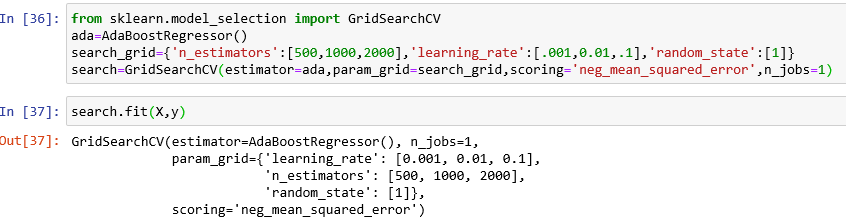 In [36]: from sklearn.model_selection import GridSearchCV
ada=AdaBoostRegressor()
search_grid={'n_estimators':[500,1000,2000],'learning_rate':[.001,0.01,.1],'random_state':[1]}
search=GridSearchCV(estimator=ada,param_grid=search_grid,scoring='neg_mean_squared_error',n_jobs=1)
In [37]: search.fit(X,y)
Out[37]: GridSearchCV(estimator=AdaBoostRegressor(), n_jobs=1,
param_grid={'learning_rate': [0.001, 0.01, 0.1],
'n_estimators': [500, 1000, 2000],
'random_state': [1]},
scoring='neg_mean_squared_error')